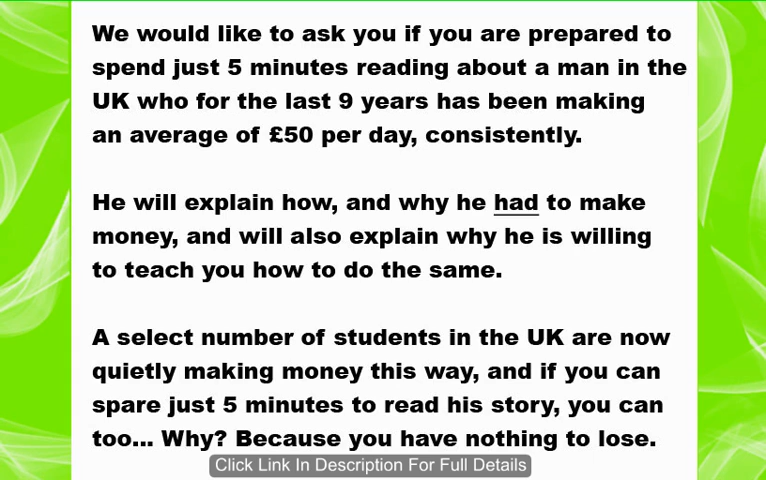 We would like to ask you if you are prepared to
spend just 5 minutes reading about a man in the
UK who for the last 9 years has been making
an average of £50 per day, consistently.
He will explain how, and why he had to make
money, and will also explain why he is willing
to teach you how to do the same.
A select number of students in the UK are now
quietly making money this way, and if you can
spare just 5 minutes to read his story, you can
too... Why? Because you have nothing to lose.
Click Link In Description For Full Details